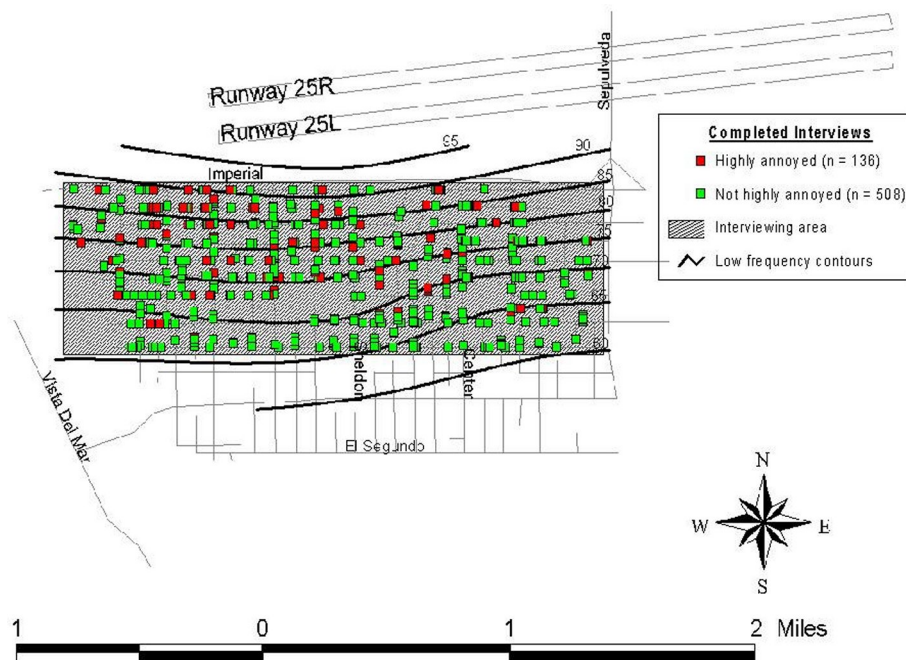 Runway 25R
Runway 25L
Sepulveda
95
90
85
80
75
70
65
60
Imperial
Completed Interviews
Highly annoyed (n = 136)
Not highly annoyed (n = 508)
Interviewing area
Low frequency contours
Center
Vista Del Mar
El Segundo
N
W
E
S
1
0
1
2 Miles